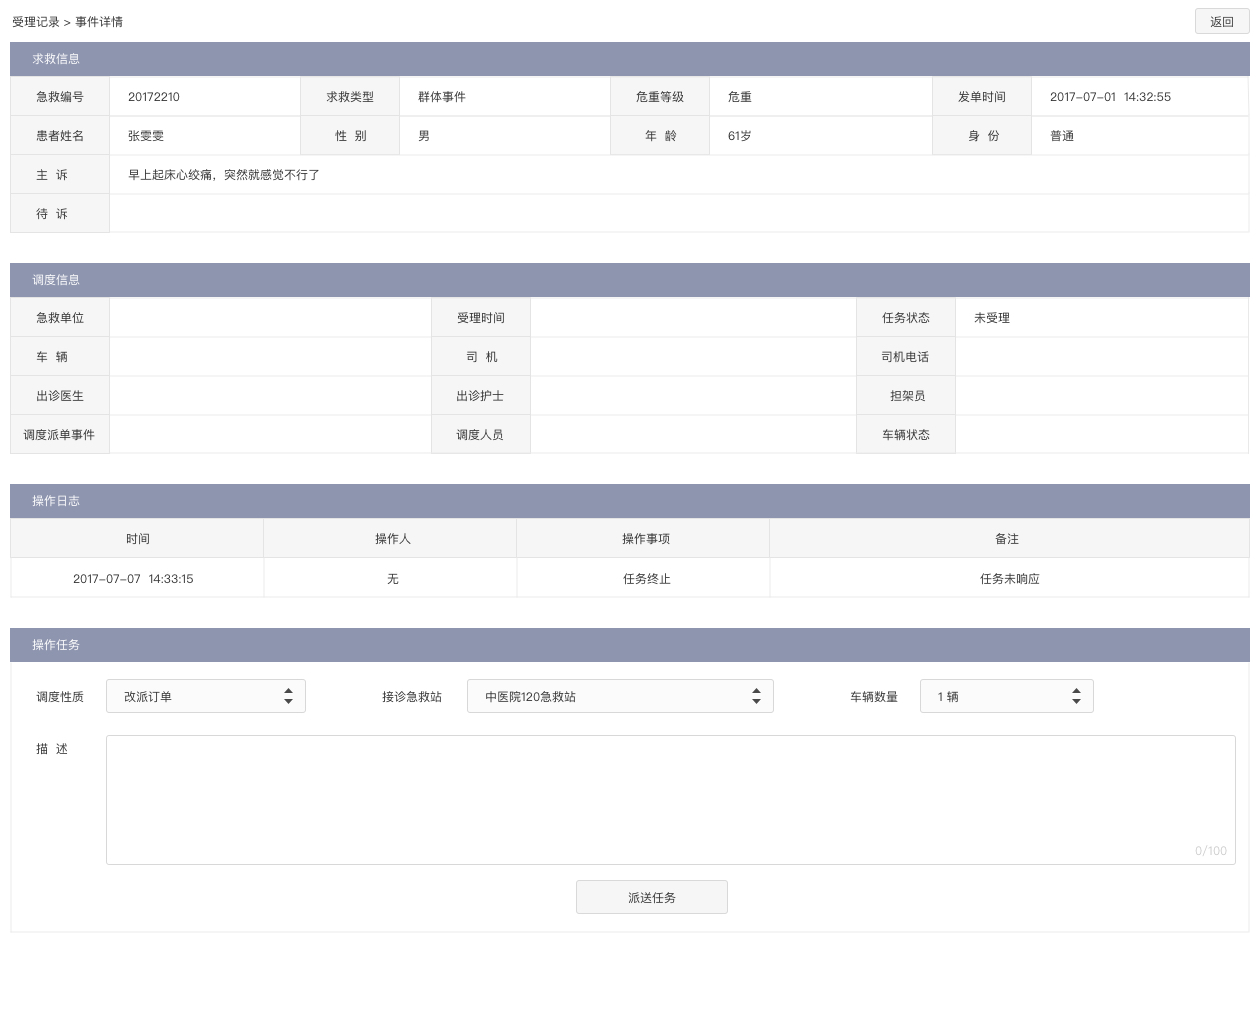 受理记录 > 事件详情 返回
求救信息
急救编号 20172210 求救类型 群体事件 危重等级 危重 发单时间 2017-07-01 14:32:55
患者姓名 张雯雯 性 别 男 年 龄 61岁 身 份 普通
主 诉 早上起床心绞痛，突然就感觉不行了
待 诉
调度信息
急救单位 受理时间 任务状态 未受理
车 辆 司 机 司机电话
出诊医生 出诊护士 担架员
调度派单事件 调度人员 车辆状态
操作日志
时间 操作人 操作事项 备注
2017-07-07 14:33:15 无 任务终止 任务未响应
操作任务
调度性质 改派订单 接诊急救站 中医院120急救站 车辆数量 1 辆
描 述
0/100
派送任务